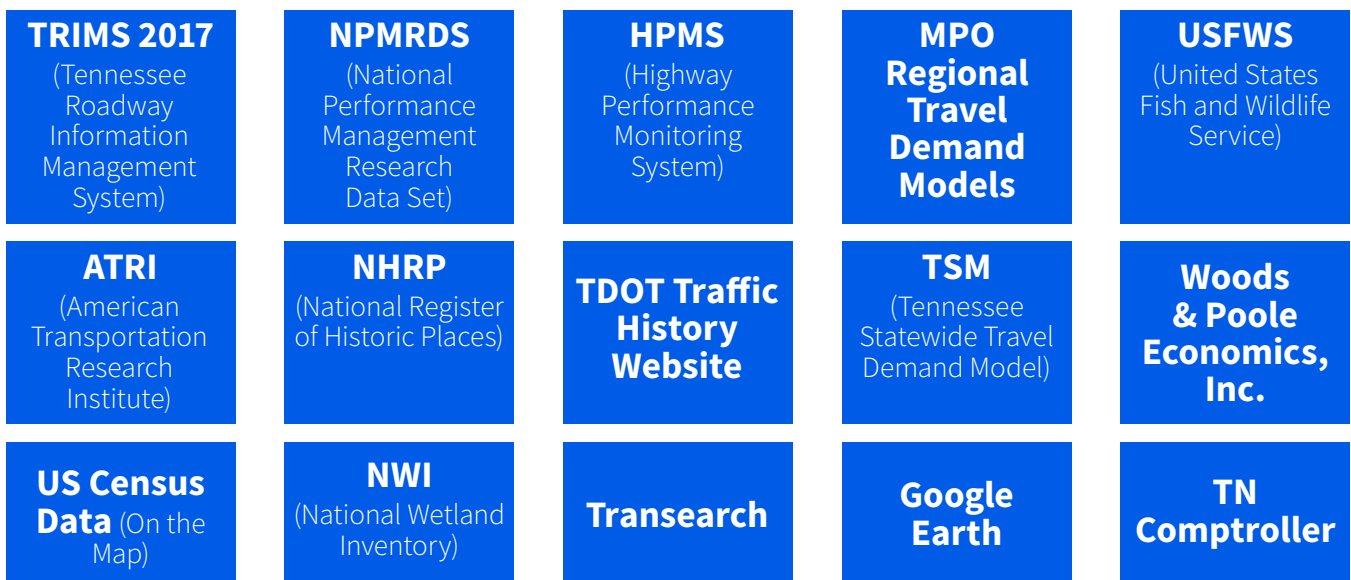 TRIMS 2017
(Tennessee
Roadway
Information
Management
System)
NPMRDS
(National
Performance
Management
Research
Data Set)
HPMS
(Highway
Performance
Monitoring
System)
MPO
Regional
Travel
Demand
Models
USFWS
(United States
Fish and Wildlife
Service)
ATRI
(American
Transportation
Research
Institute)
NHRP
(National Register
of Historic Places)
TDOT Traffic
History
Website
TSM
(Tennessee
Statewide Travel
Demand Model)
Woods
& Poole
Economics,
Inc.
US Census
Data (On the
Map)
NWI
(National Wetland
Inventory)
Transearch
Google
Earth
TN
Comptroller